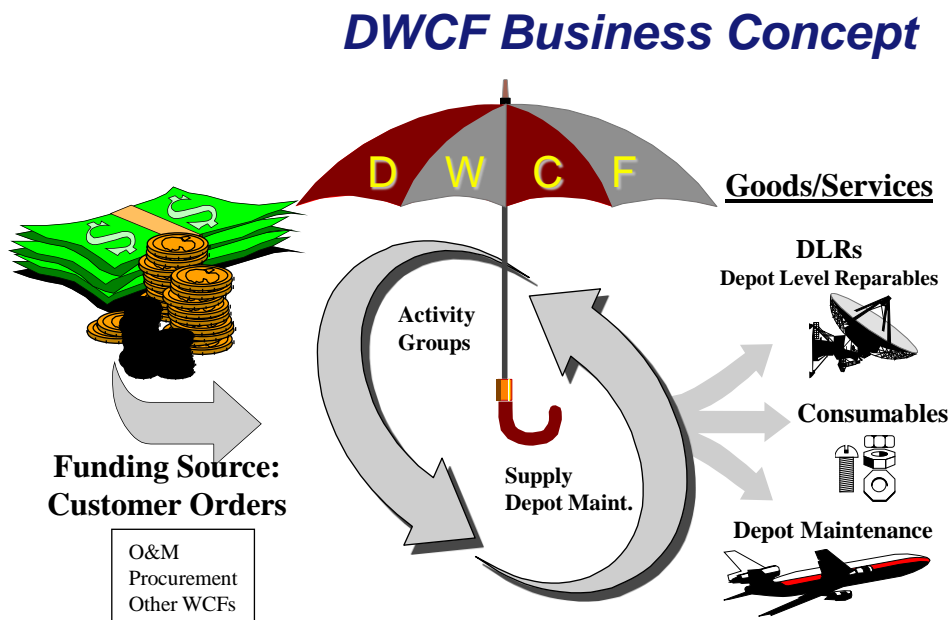 DWCF Business Concept
D W C F
Goods/Services
DLRs
Depot Level Reparables
Activity
Groups
Consumables
Funding Source:
Customer Orders
Supply
Depot Maint.
Depot Maintenance
O&M
Procurement
Other WCFs